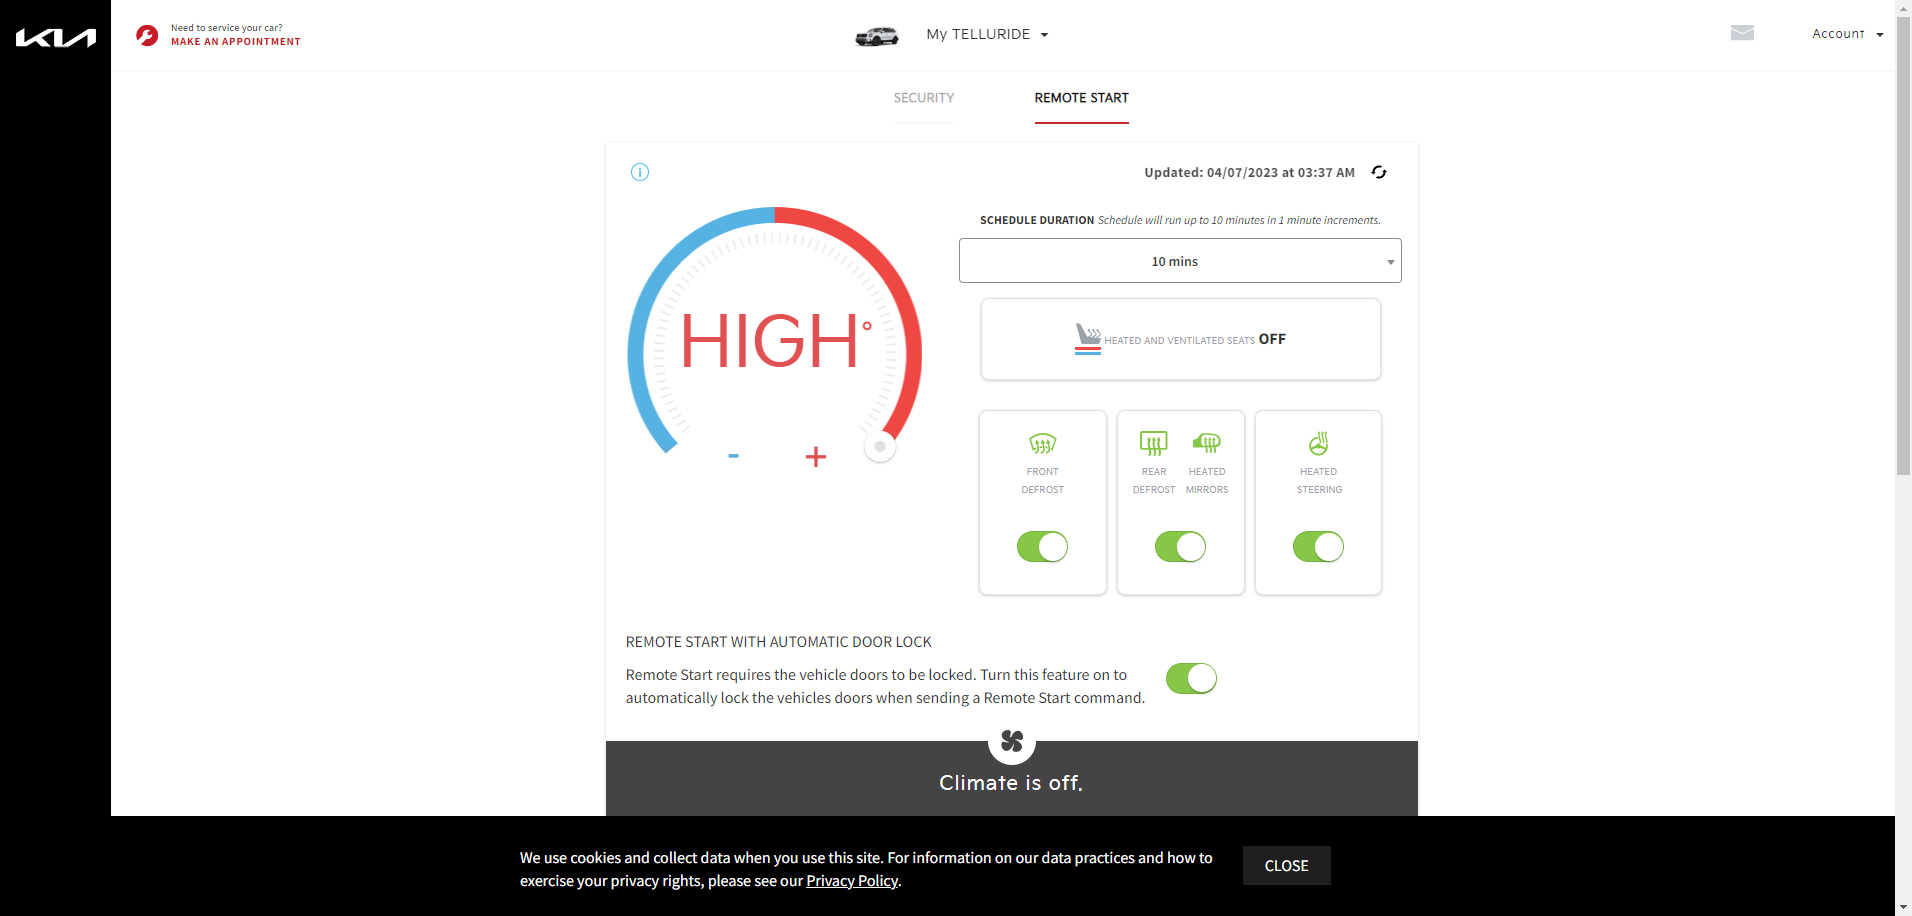 KIA
Need to service your car?
MAKE AN APPOINTMENT
My TELLURIDE
Account
SECURITY
REMOTE START
i
Updated: 04/07/2023 at 03:37 AM
SCHEDULE DURATION Schedule will run up to 10 minutes in 1 minute increments.
10 mins
HIGH°
- +
HEATED AND VENTILATED SEATS OFF
FRONT
DEFROST
REAR
DEFROST
HEATED
MIRRORS
HEATED
STEERING
REMOTE START WITH AUTOMATIC DOOR LOCK
Remote Start requires the vehicle doors to be locked. Turn this feature on to
automatically lock the vehicles doors when sending a Remote Start command.
Climate is off.
We use cookies and collect data when you use this site. For information on our data practices and how to
exercise your privacy rights, please see our Privacy Policy.
CLOSE